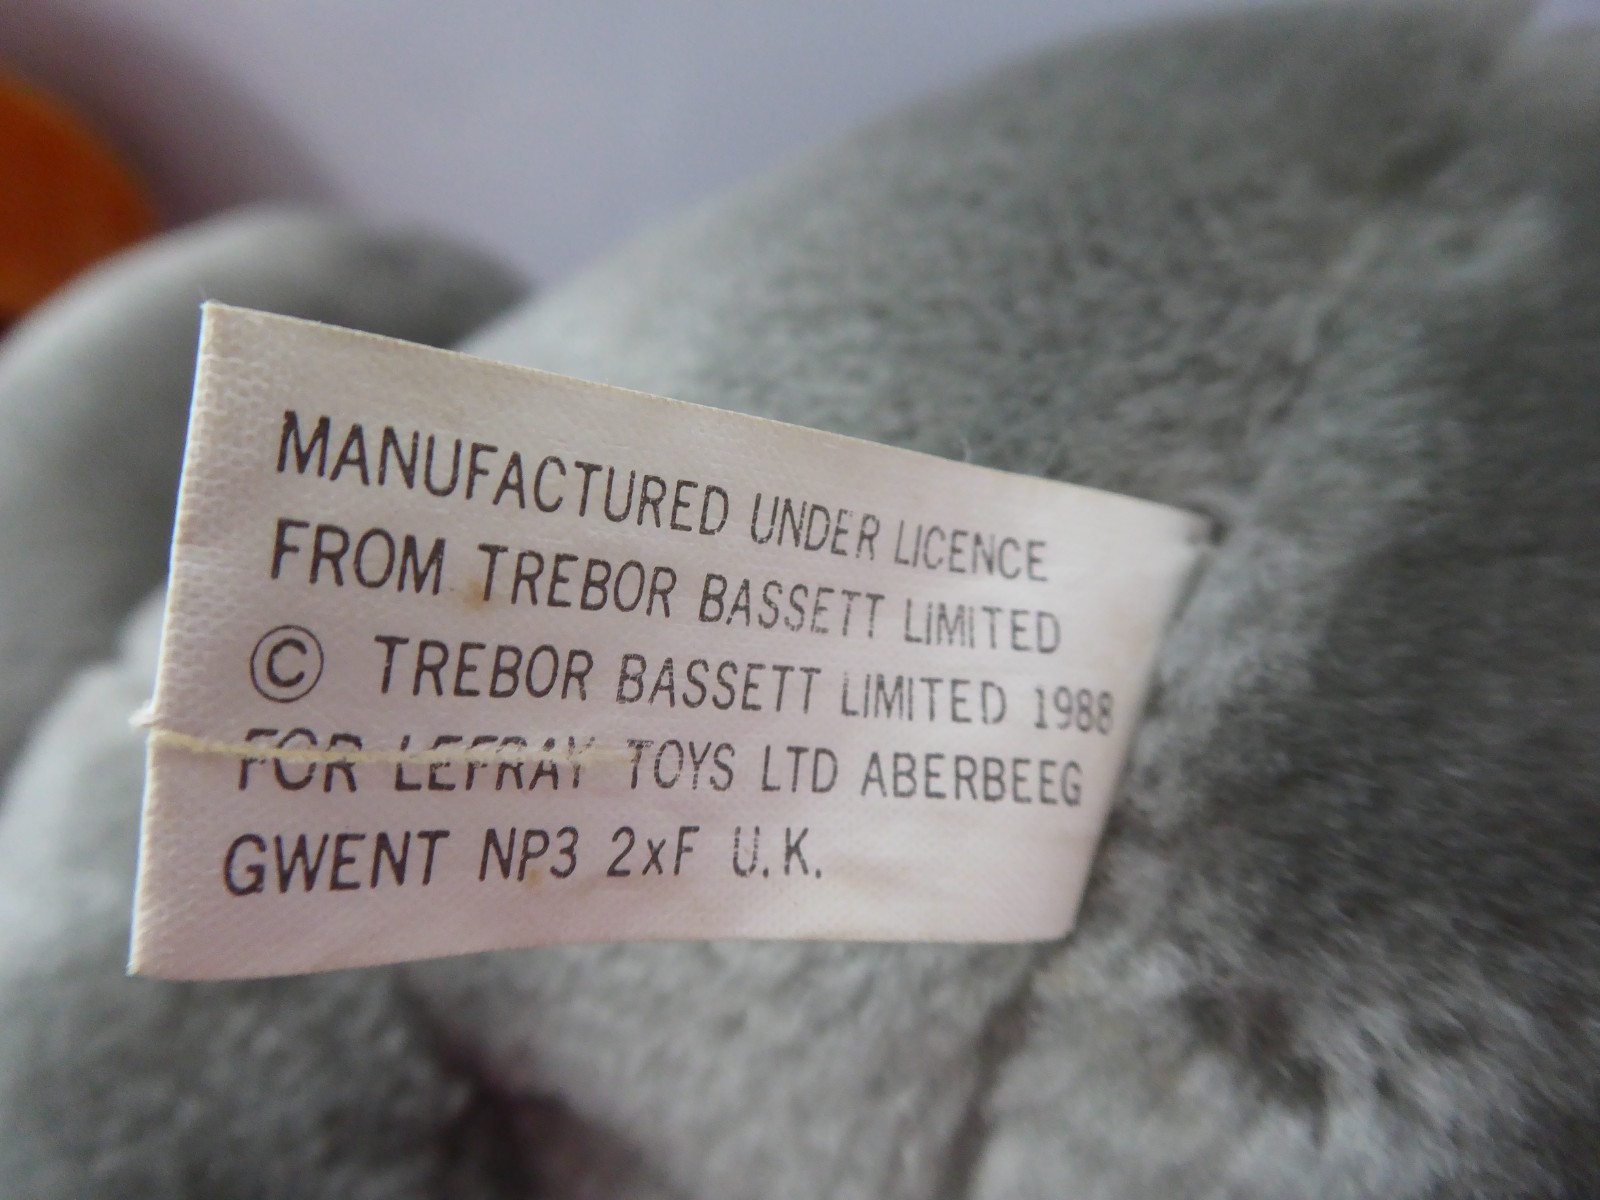 MANUFACTURED UNDER LICENCE
FROM TREBOR BASSETT LIMITED
© TREBOR BASSETT LIMITED 1988
FOR LEFRAY TOYS LTD ABERBEEG
GWENT NP3 2xF U.K.